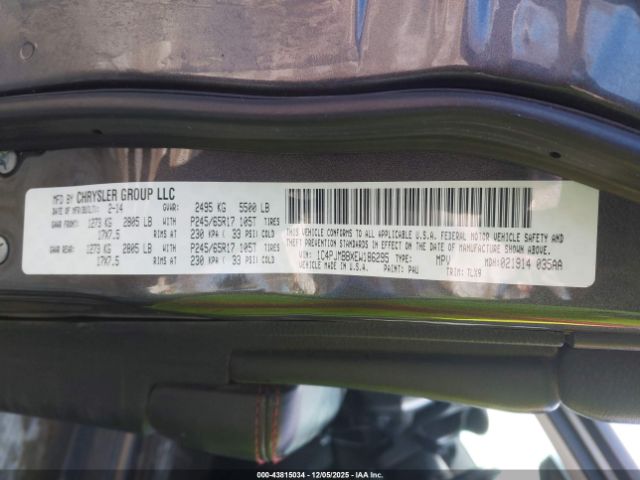 MFD BY CHRYSLER GROUP LLC
DATE OF MFR/BUILT: 2-14 GVWR: 2495 KG 5500 LB
GAWR FRONT: 1273 KG 2805 LB WITH P245/65R17 105T TIRES
17X7.5 RIMS AT 230 KPA ( 33 PSI COLD)
GAWR REAR: 1273 KG 2805 LB WITH P245/65R17 105T TIRES
17X7.5 RIMS AT 230 KPA ( 33 PSI COLD)
THIS VEHICLE CONFORMS TO ALL APPLICABLE U.S.A. FEDERAL MOTOR VEHICLE SAFETY AND
THEFT PREVENTION STANDARDS IN EFFECT ON THE DATE OF MANUFACTURE SHOWN ABOVE.
VIN: 1C4PJMBBXEW186295 TYPE: MPV MDH: 021914 035AA
VEHICLE MADE IN U.S.A. PAINT: PAU TRIM: TLX9
© IAAI - 000-43815034 - 12/05/2025 - IAAI.COM